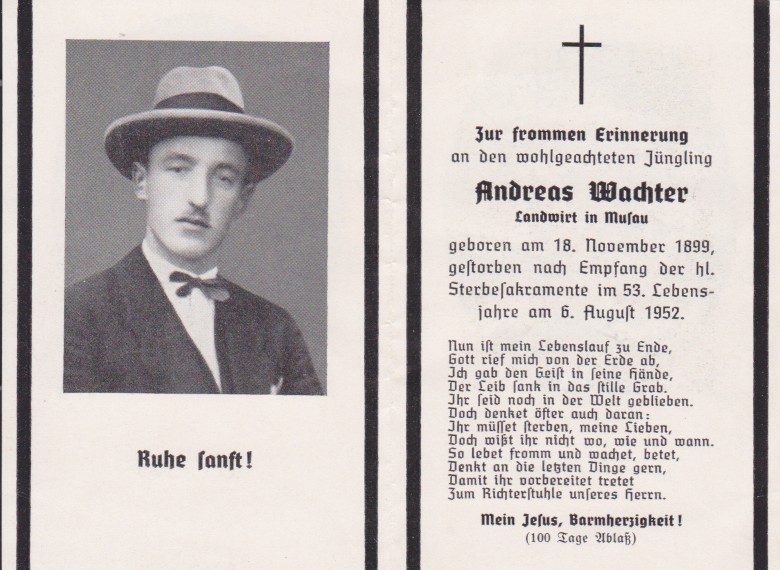 Ruhe sanft!
Zur frommen Erinnerung
an den wohlgeachteten Jüngling
Andreas Wachter
Landwirt in Musau
geboren am 18. November 1899,
gestorben nach Empfang der hl.
Sterbesakramente im 53. Lebens-
jahre am 6. August 1952.
Nun ist mein Lebenslauf zu Ende,
Gott rief mich von der Erde ab,
Ich gab den Geist in seine Hände,
Der Leib sank in das stille Grab.
Ihr seid noch in der Welt geblieben.
Doch denket öfter auch daran:
Ihr müsset sterben, meine Lieben,
Doch wißt ihr nicht wo, wie und wann.
So lebet fromm und wachet, betet,
Denkt an die letzten Dinge gern,
Damit ihr vorbereitet tretet
Zum Richterstuhle unseres Herrn.
Mein Jesus, Barmherzigkeit!
(100 Tage Ablaß)